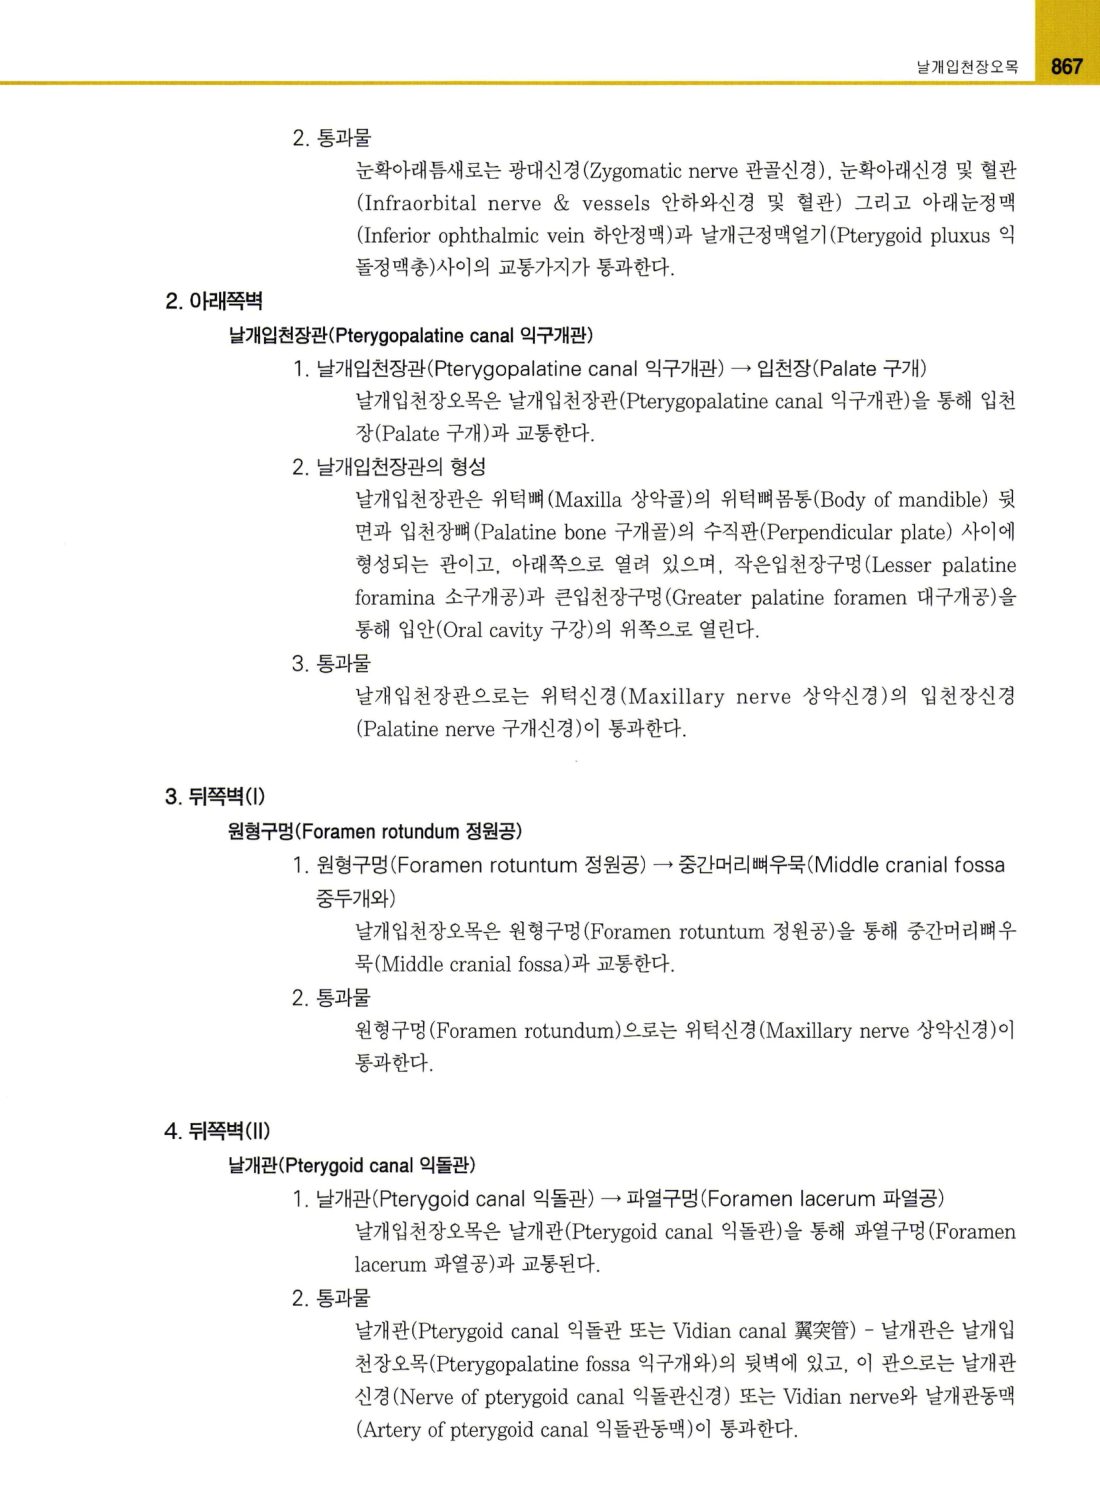 날개입천장오목 867
2. 통과물
눈확아래틈새로는 광대신경(Zygomatic nerve 관골신경), 눈확아래신경 및 혈관
(Infraorbital nerve & vessels 안하와신경 및 혈관) 그리고 아래눈정맥
(Inferior ophthalmic vein 하안정맥)과 날개근정맥얼기(Pterygoid pluxus 익
돌정맥총)사이의 교통가지가 통과한다.
2. 아래쪽벽
날개입천장관(Pterygopalatine canal 익구개관)
1. 날개입천장관(Pterygopalatine canal 익구개관) → 입천장(Palate 구개)
날개입천장오목은 날개입천장관(Pterygopalatine canal 익구개관)을 통해 입천
장(Palate 구개)과 교통한다.
2. 날개입천장관의 형성
날개입천장관은 위턱뼈(Maxilla 상악골)의 위턱뼈몸통(Body of mandible) 뒷
면과 입천장뼈(Palatine bone 구개골)의 수직판(Perpendicular plate) 사이에
형성되는 관이고, 아래쪽으로 열려 있으며, 작은입천장구멍(Lesser palatine
foramina 소구개공)과 큰입천장구멍(Greater palatine foramen 대구개공)을
통해 입안(Oral cavity 구강)의 위쪽으로 열린다.
3. 통과물
날개입천장관으로는 위턱신경(Maxillary nerve 상악신경)의 입천장신경
(Palatine nerve 구개신경)이 통과한다.
3. 뒤쪽벽(I)
원형구멍(Foramen rotundum 정원공)
1. 원형구멍(Foramen rotuntum 정원공) → 중간머리뼈우묵(Middle cranial fossa
중두개와)
날개입천장오목은 원형구멍(Foramen rotuntum 정원공)을 통해 중간머리뼈우
묵(Middle cranial fossa)과 교통한다.
2. 통과물
원형구멍(Foramen rotundum)으로는 위턱신경(Maxillary nerve 상악신경)이
통과한다.
4. 뒤쪽벽(II)
날개관(Pterygoid canal 익돌관)
1. 날개관(Pterygoid canal 익돌관) → 파열구멍(Foramen lacerum 파열공)
날개입천장오목은 날개관(Pterygoid canal 익돌관)을 통해 파열구멍(Foramen
lacerum 파열공)과 교통된다.
2. 통과물
날개관(Pterygoid canal 익돌관 또는 Vidian canal 翼突管) - 날개관은 날개입
천장오목(Pterygopalatine fossa 익구개와)의 뒷벽에 있고, 이 관으로는 날개관
신경(Nerve of pterygoid canal 익돌관신경) 또는 Vidian nerve와 날개관동맥
(Artery of pterygoid canal 익돌관동맥)이 통과한다.